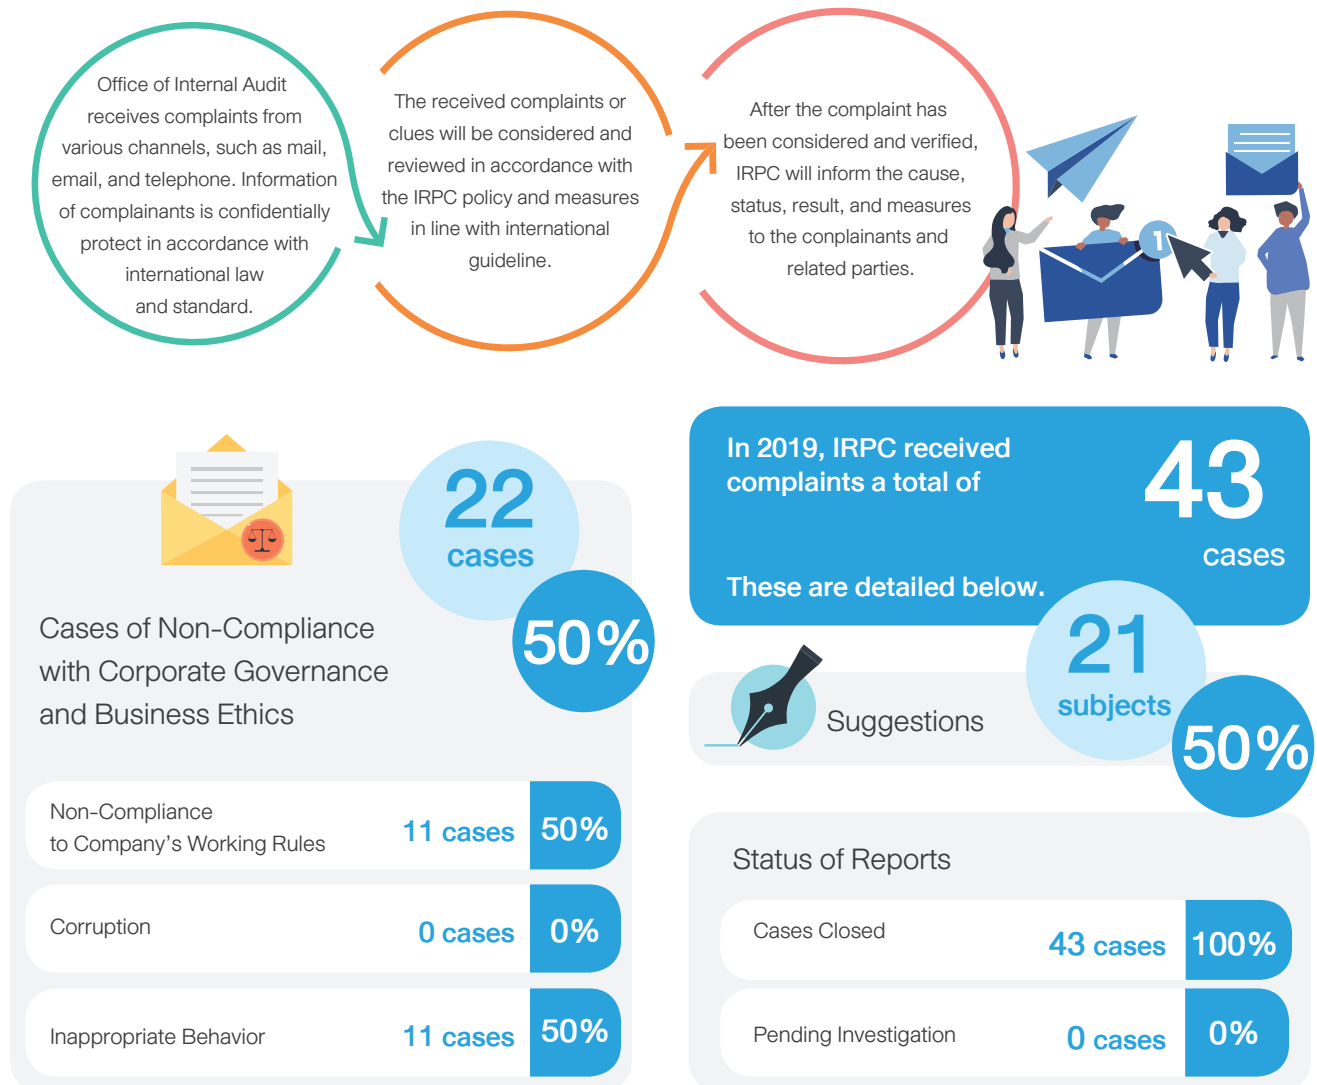 Office of Internal Audit
receives complaints from
various channels, such as mail,
email, and telephone. Information
of complainants is confidentially
protect in accordance with
international law
and standard.
The received complaints or
clues will be considered and
reviewed in accordance with
the IRPC policy and measures
in line with international
guideline.
After the complaint has
been considered and verified,
IRPC will inform the cause,
status, result, and measures
to the conplainants and
related parties.
1
22
cases
50%
Cases of Non-Compliance
with Corporate Governance
and Business Ethics
Non-Compliance
to Company's Working Rules
11 cases
50%
Corruption
0 cases
0%
Inappropriate Behavior
11 cases
50%
In 2019, IRPC received
complaints a total of
43
cases
These are detailed below.
21
subjects
Suggestions
50%
Status of Reports
Cases Closed
43 cases
100%
Pending Investigation
0 cases
0%